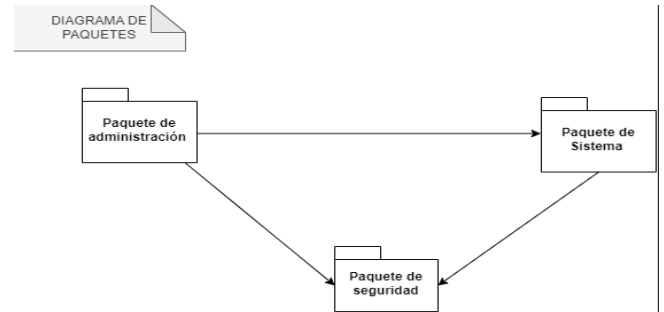 DIAGRAMA DE
PAQUETES
Paquete de
administración
Paquete de
Sistema
Paquete de
seguridad